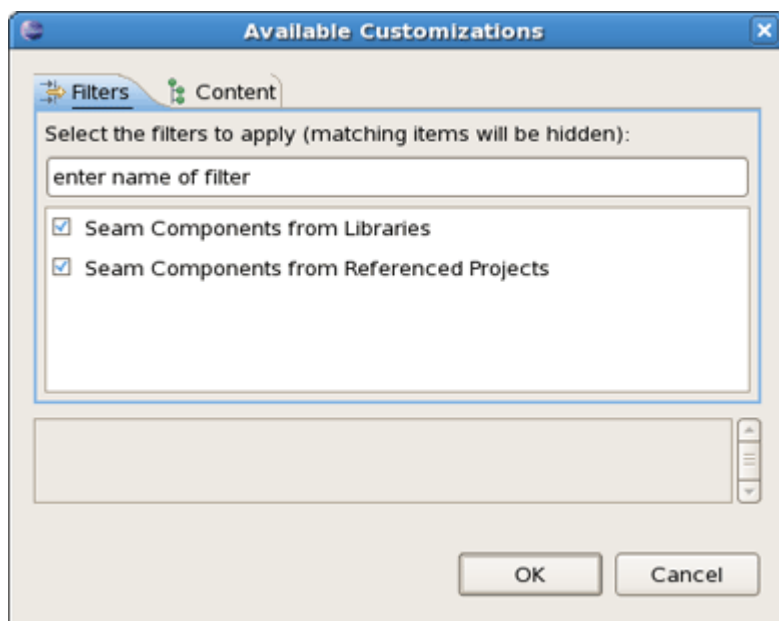 Available Customizations
Filters
Content
Select the filters to apply (matching items will be hidden):
enter name of filter
Seam Components from Libraries
Seam Components from Referenced Projects
OK
Cancel